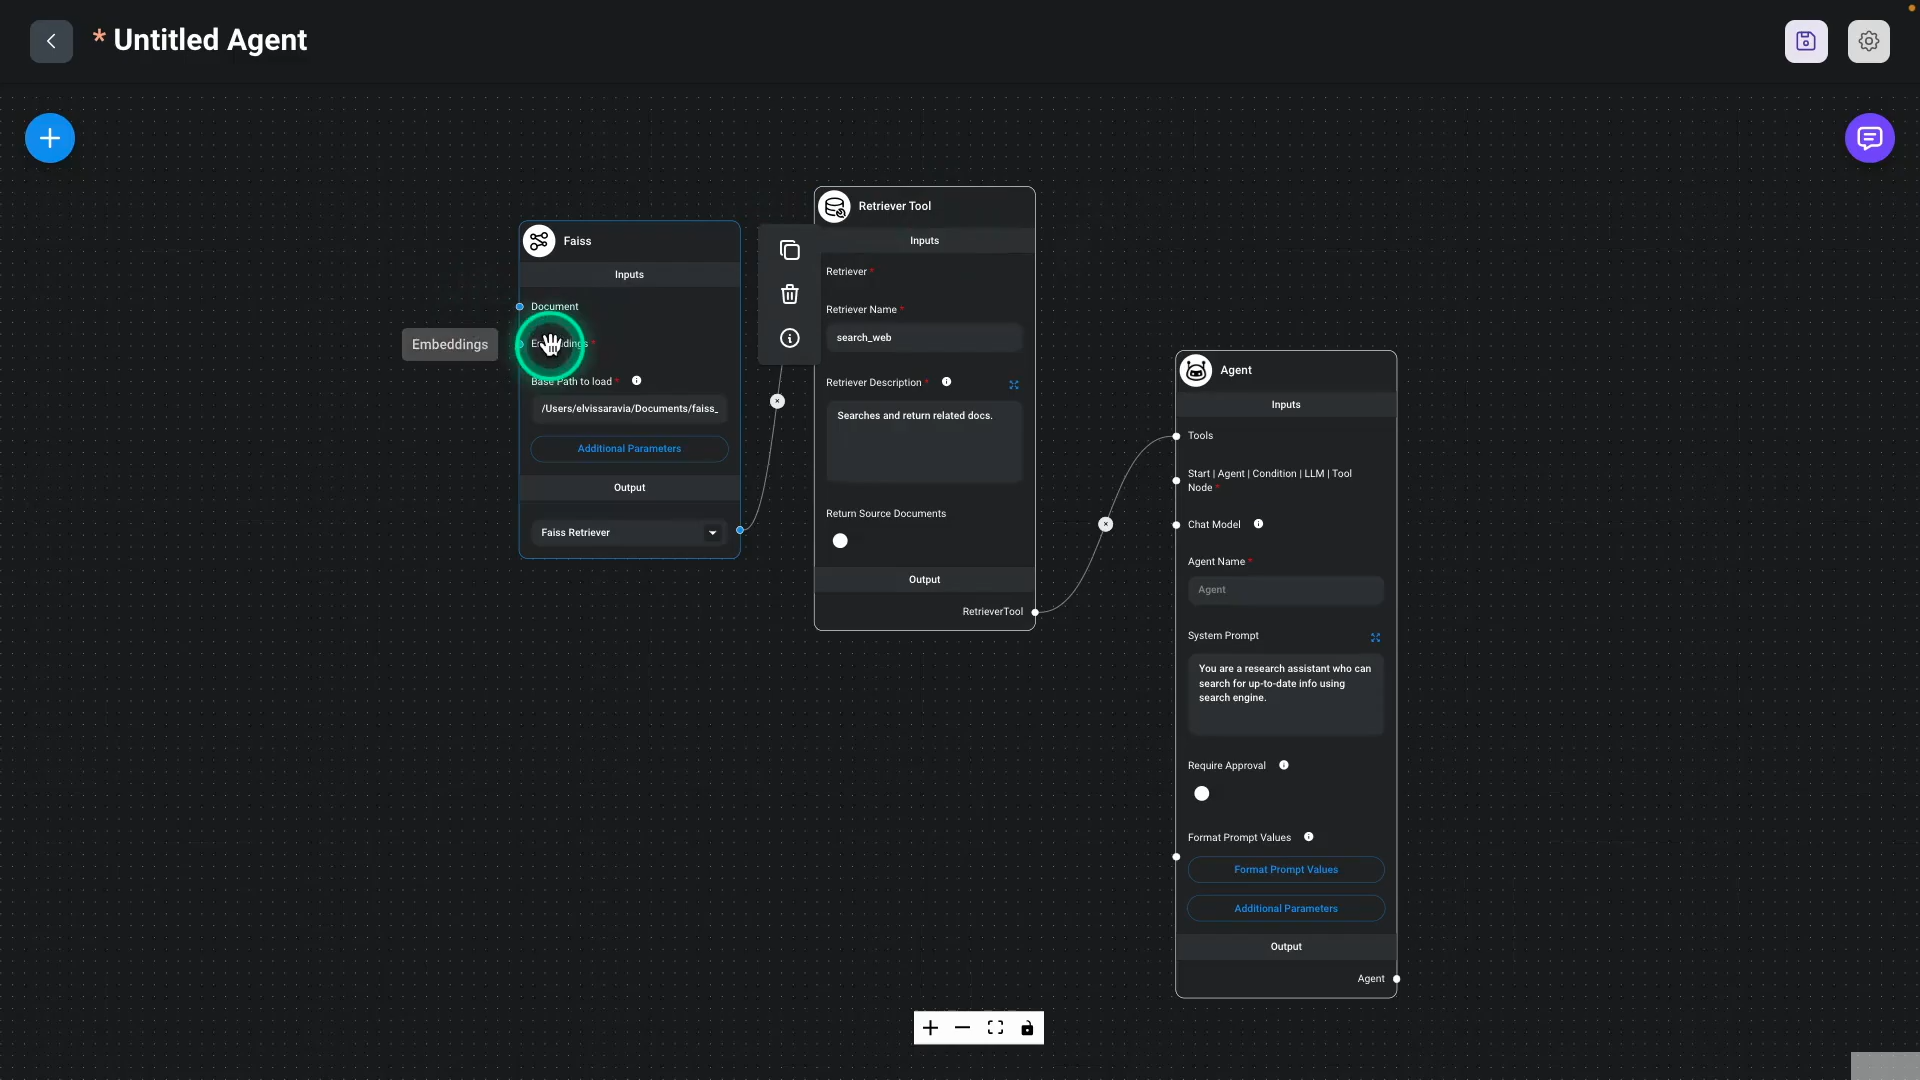 * Untitled Agent
Faiss
Inputs
Document
Embeddings
Embeddings *
Base Path to load *
/Users/elvissaravia/Documents/faiss_
Additional Parameters
Output
Faiss Retriever
Retriever Tool
Inputs
Retriever *
Retriever Name *
search_web
Retriever Description *
Searches and return related docs.
Return Source Documents
Output
RetrieverTool
Agent
Inputs
Tools
Start | Agent | Condition | LLM | Tool
Node *
Chat Model
Agent Name *
Agent
System Prompt
You are a research assistant who can
search for up-to-date info using
search engine.
Require Approval
Format Prompt Values
Format Prompt Values
Additional Parameters
Output
Agent